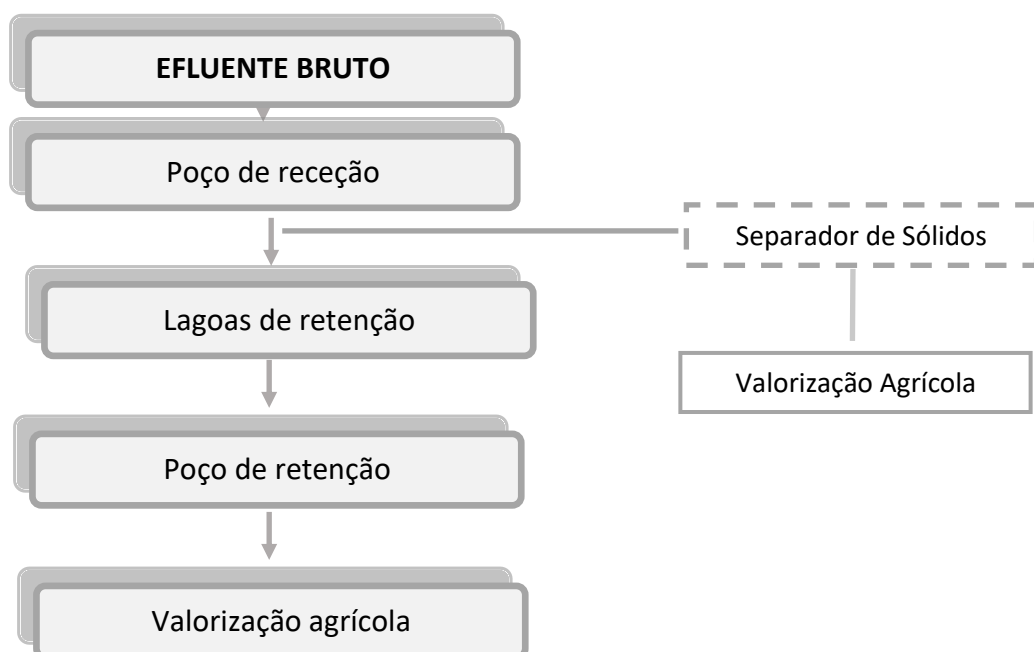 EFLUENTE BRUTO
Poço de receção
Separador de Sólidos
Lagoas de retenção
Valorização Agrícola
Poço de retenção
Valorização agrícola